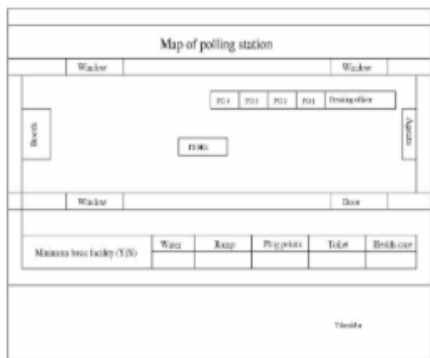 Map of polling station
Window Window
PO4 PO3 PO2 PO1 Presiding officer
Booth
Agents
Window Door
Minimum basic facility (Y/N) Water Ramp Plug points Toilet Health care